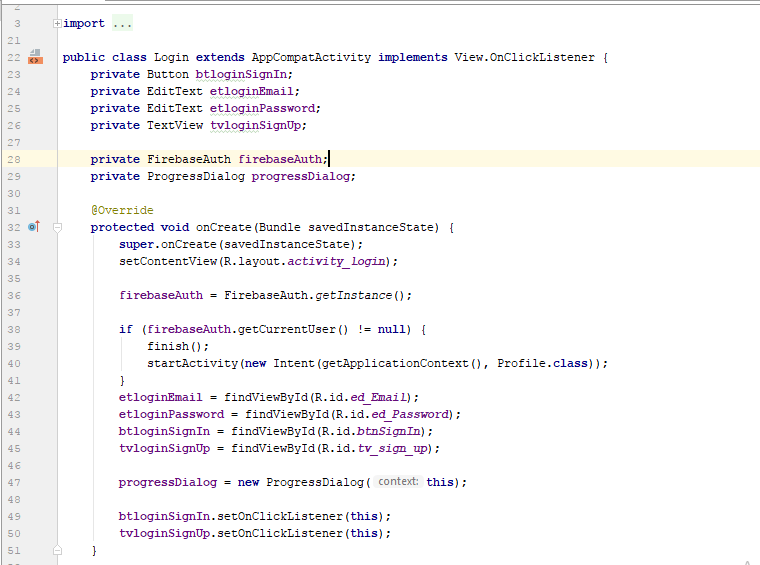 2
3 import ...
21
22 public class Login extends AppCompatActivity implements View.OnClickListener {
23 private Button btloginSignIn;
24 private EditText etloginEmail;
25 private EditText etloginPassword;
26 private TextView tvloginSignUp;
27
28 private FirebaseAuth firebaseAuth;
29 private ProgressDialog progressDialog;
30
31 @Override
32 protected void onCreate(Bundle savedInstanceState) {
33 super.onCreate(savedInstanceState);
34 setContentView(R.layout.activity_login);
35
36 firebaseAuth = FirebaseAuth.getInstance();
37
38 if (firebaseAuth.getCurrentUser() != null) {
39 finish();
40 startActivity(new Intent(getApplicationContext(), Profile.class));
41 }
42 etloginEmail = findViewById(R.id.ed_Email);
43 etloginPassword = findViewById(R.id.ed_Password);
44 btloginSignIn = findViewById(R.id.btnSignIn);
45 tvloginSignUp = findViewById(R.id.tv_sign_up);
46
47 progressDialog = new ProgressDialog( context: this);
48
49 btloginSignIn.setOnClickListener(this);
50 tvloginSignUp.setOnClickListener(this);
51 }